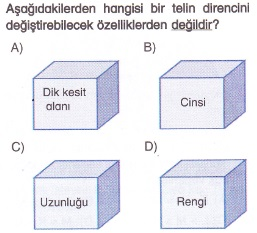 Aşağıdakilerden hangisi bir telin direncini
değiştirebilecek özelliklerden değildir?
A)
B)
Dik kesit
alanı
Cinsi
C)
D)
Uzunluğu
Rengi